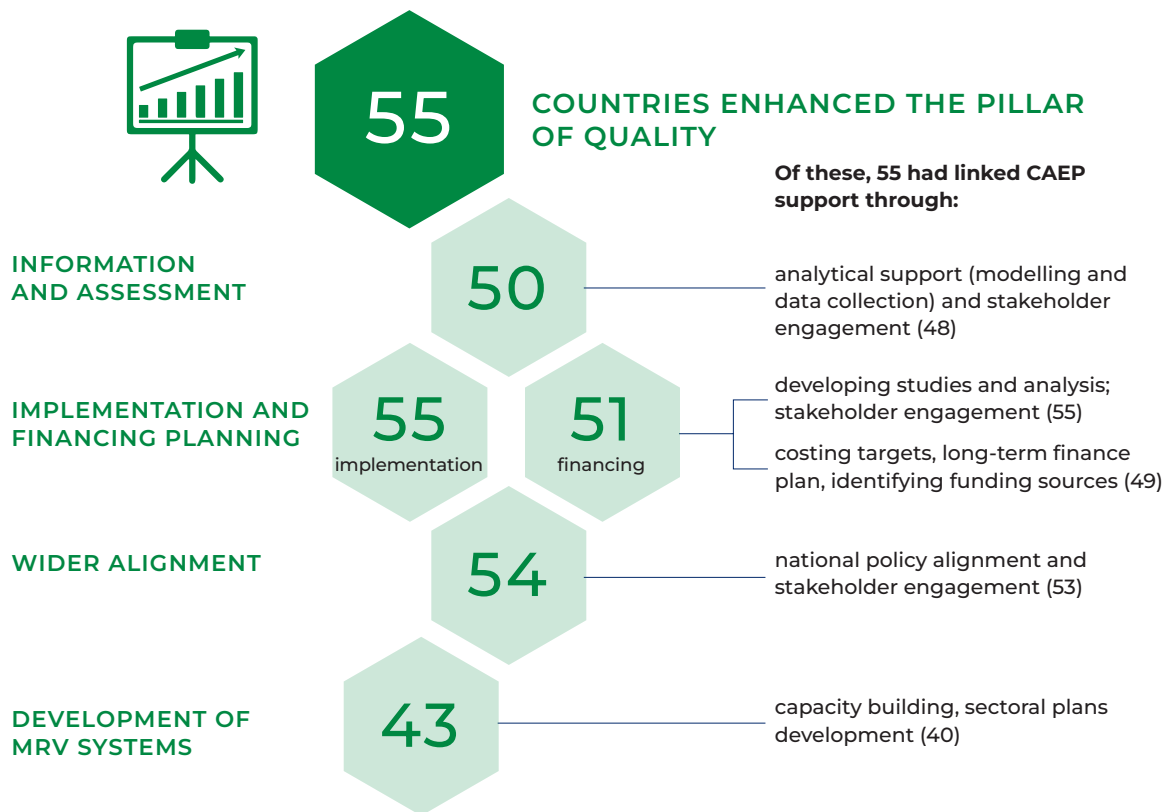 55
COUNTRIES ENHANCED THE PILLAR
OF QUALITY
Of these, 55 had linked CAEP
support through:
INFORMATION
AND ASSESSMENT
50
analytical support (modelling and
data collection) and stakeholder
engagement (48)
IMPLEMENTATION AND
FINANCING PLANNING
55
implementation
51
financing
developing studies and analysis;
stakeholder engagement (55)
costing targets, long-term finance
plan, identifying funding sources (49)
WIDER ALIGNMENT
54
national policy alignment and
stakeholder engagement (53)
DEVELOPMENT OF
MRV SYSTEMS
43
capacity building, sectoral plans
development (40)